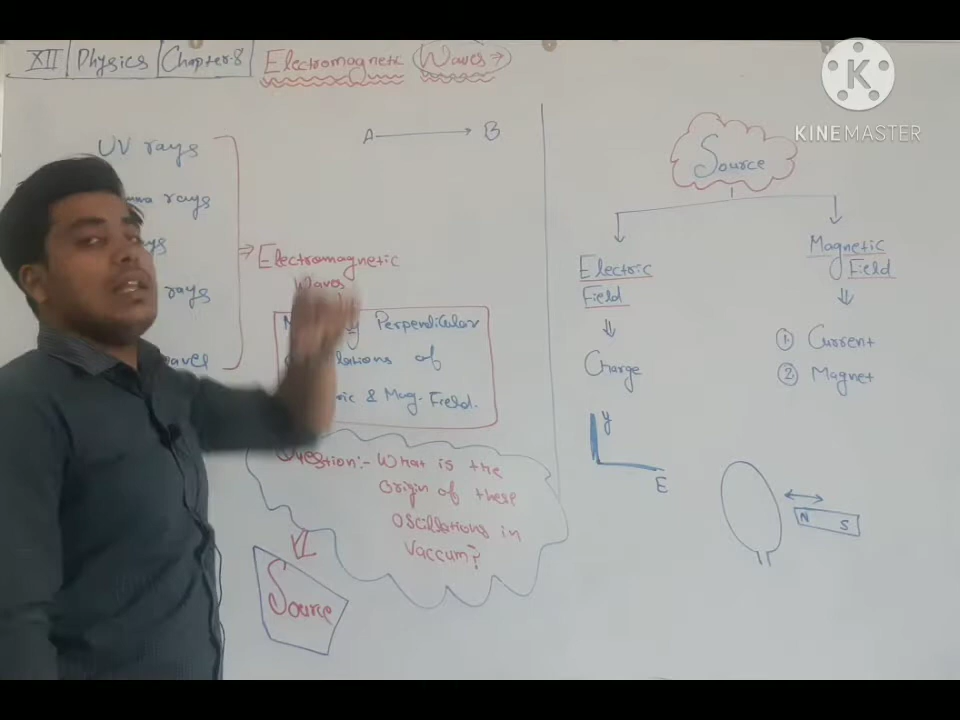 XII | Physics | Chapter-8 | Electromagnetic Waves →
K
KINEMASTER
UV rays
rays
rays
A → B
Electromagnetic
Waves
Perpendicular
of
& Mag. Field.
Question:- What is the
Origin of these
Oscillations in
Vaccum?
Source
Source
Electric
Field
Charge
y
E
Magnetic
Field
1. Current
2. Magnet
N S